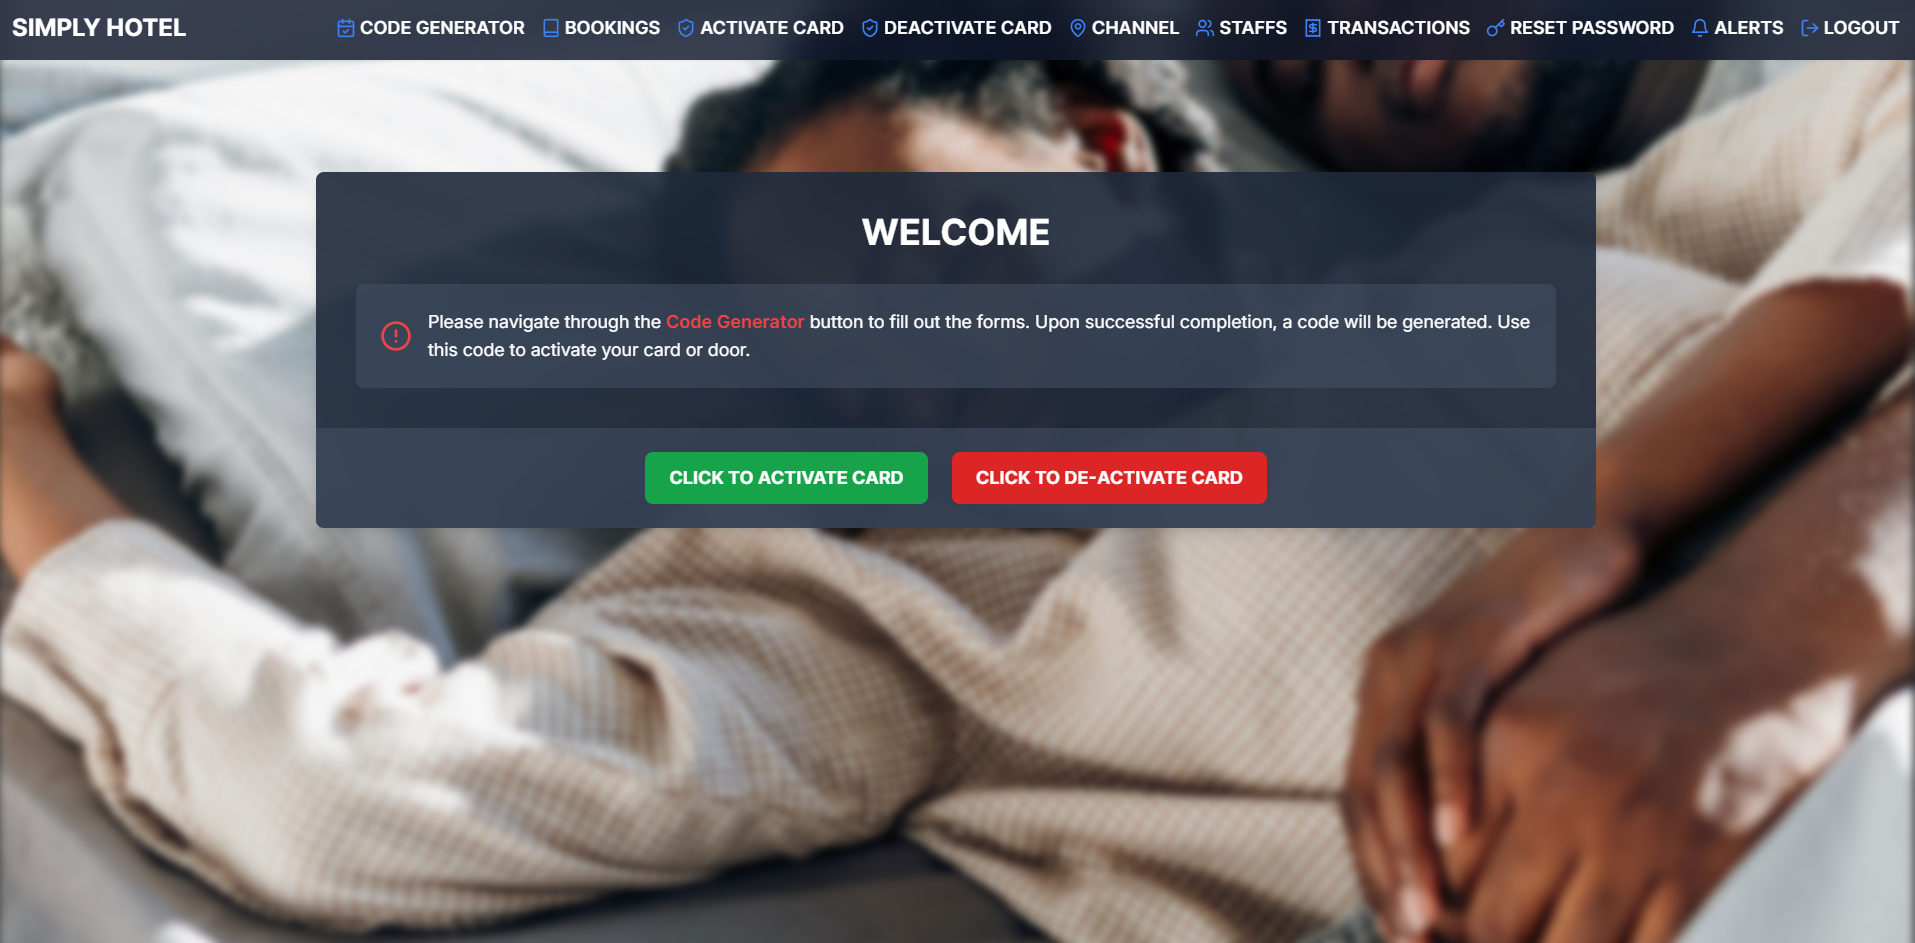 SIMPLY HOTEL
CODE GENERATOR BOOKINGS ACTIVATE CARD DEACTIVATE CARD CHANNEL STAFFS TRANSACTIONS RESET PASSWORD ALERTS LOGOUT
WELCOME
Please navigate through the Code Generator button to fill out the forms. Upon successful completion, a code will be generated. Use
this code to activate your card or door.
CLICK TO ACTIVATE CARD
CLICK TO DE-ACTIVATE CARD